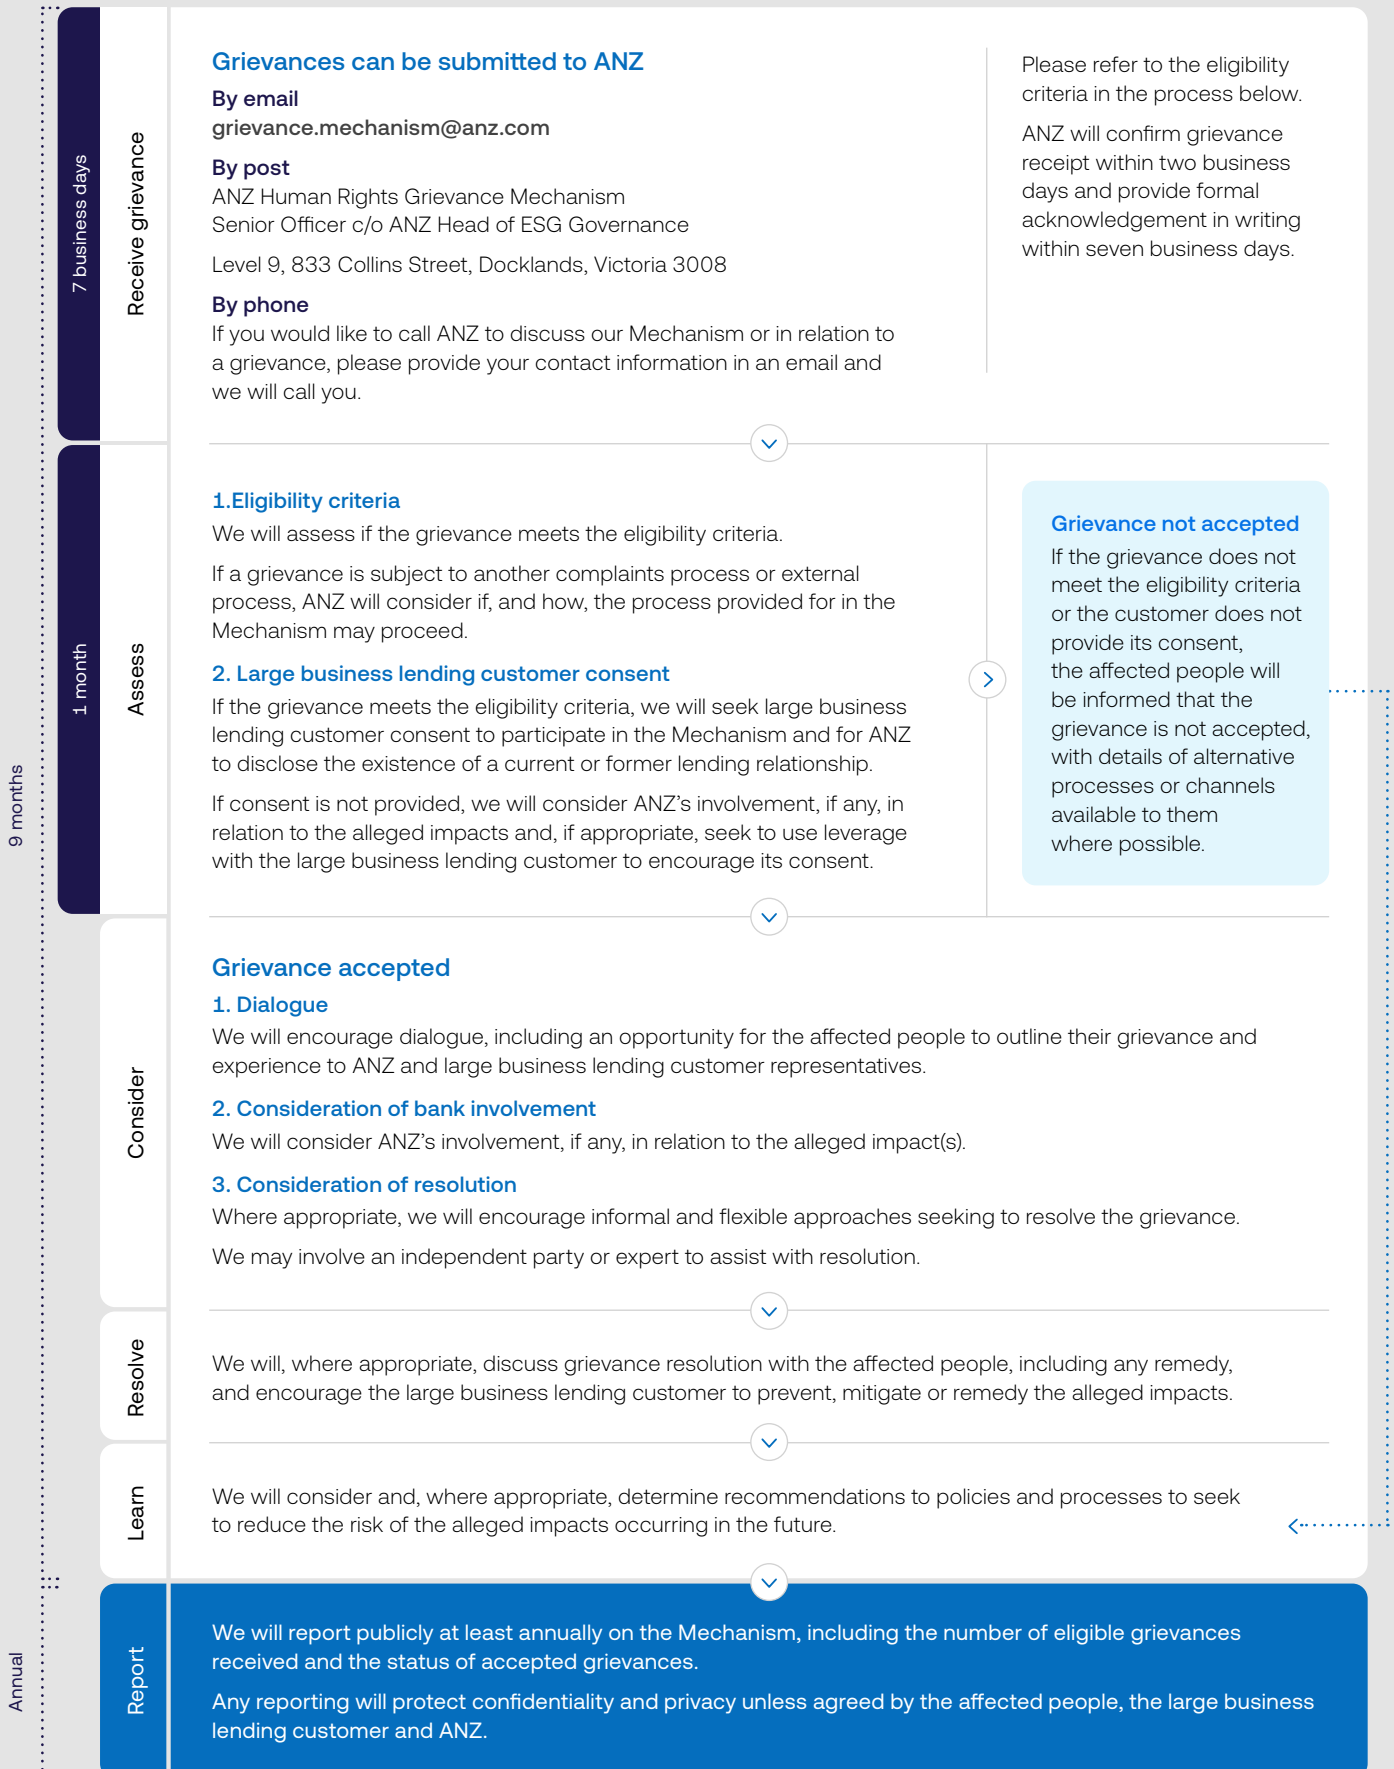 9 months
Annual
7 business days
Receive grievance
Grievances can be submitted to ANZ
By email
grievance.mechanism@anz.com
By post
ANZ Human Rights Grievance Mechanism
Senior Officer c/o ANZ Head of ESG Governance
Level 9, 833 Collins Street, Docklands, Victoria 3008
By phone
If you would like to call ANZ to discuss our Mechanism or in relation to
a grievance, please provide your contact information in an email and
we will call you.
Please refer to the eligibility
criteria in the process below.
ANZ will confirm grievance
receipt within two business
days and provide formal
acknowledgement in writing
within seven business days.
1 month
Assess
1.Eligibility criteria
We will assess if the grievance meets the eligibility criteria.
If a grievance is subject to another complaints process or external
process, ANZ will consider if, and how, the process provided for in the
Mechanism may proceed.
2. Large business lending customer consent
If the grievance meets the eligibility criteria, we will seek large business
lending customer consent to participate in the Mechanism and for ANZ
to disclose the existence of a current or former lending relationship.
If consent is not provided, we will consider ANZ's involvement, if any, in
relation to the alleged impacts and, if appropriate, seek to use leverage
with the large business lending customer to encourage its consent.
Grievance not accepted
If the grievance does not
meet the eligibility criteria
or the customer does not
provide its consent,
the affected people will
be informed that the
grievance is not accepted,
with details of alternative
processes or channels
available to them
where possible.
Consider
Grievance accepted
1. Dialogue
We will encourage dialogue, including an opportunity for the affected people to outline their grievance and
experience to ANZ and large business lending customer representatives.
2. Consideration of bank involvement
We will consider ANZ's involvement, if any, in relation to the alleged impact(s).
3. Consideration of resolution
Where appropriate, we will encourage informal and flexible approaches seeking to resolve the grievance.
We may involve an independent party or expert to assist with resolution.
Resolve
We will, where appropriate, discuss grievance resolution with the affected people, including any remedy,
and encourage the large business lending customer to prevent, mitigate or remedy the alleged impacts.
Learn
We will consider and, where appropriate, determine recommendations to policies and processes to seek
to reduce the risk of the alleged impacts occurring in the future.
Report
We will report publicly at least annually on the Mechanism, including the number of eligible grievances
received and the status of accepted grievances.
Any reporting will protect confidentiality and privacy unless agreed by the affected people, the large business
lending customer and ANZ.